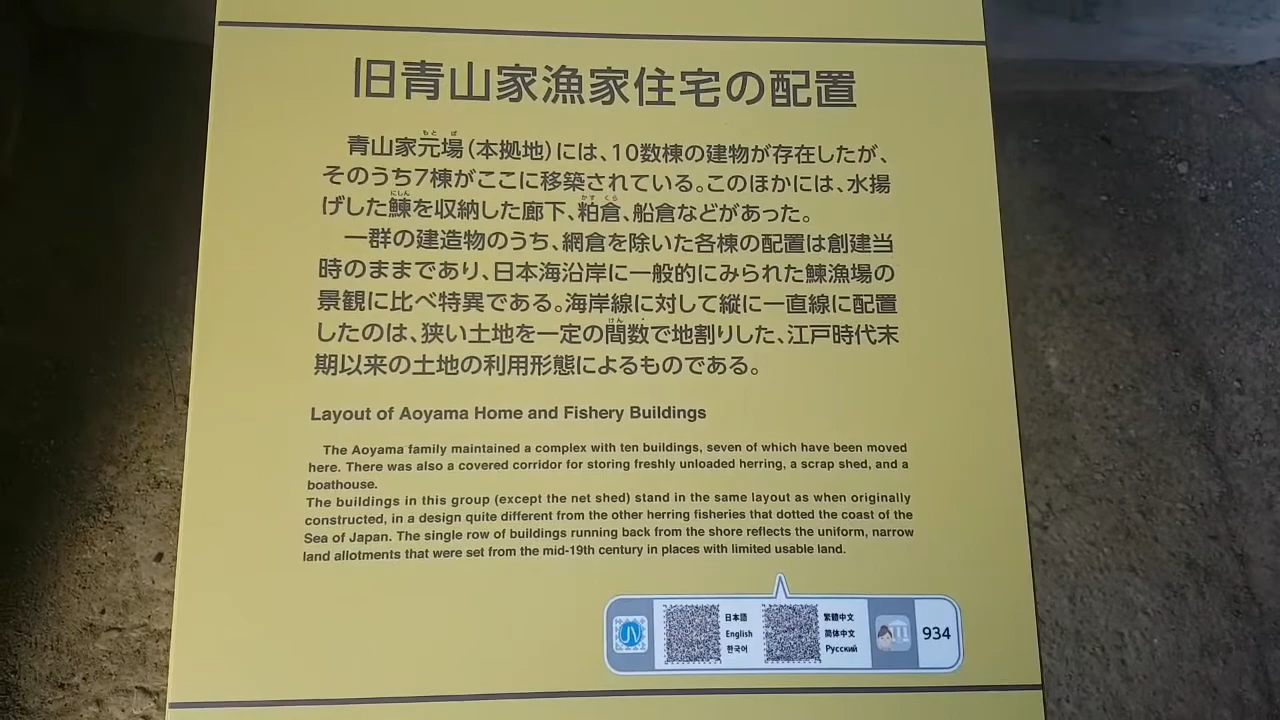 旧青山家漁家住宅の配置
青山家元場(本拠地)には、10数棟の建物が存在したが、
そのうち7棟がここに移築されている。このほかには、水揚
げした鰊を収納した廊下、粕倉、船倉などがあった。
一群の建造物のうち、網倉を除いた各棟の配置は創建当
時のままであり、日本海沿岸に一般的にみられた鰊漁場の
景観に比べ特異である。海岸線に対して縦に一直線に配置
したのは、狭い土地を一定の間数で地割りした、江戸時代末
期以来の土地の利用形態によるものである。
Layout of Aoyama Home and Fishery Buildings
The Aoyama family maintained a complex with ten buildings, seven of which have been moved
here. There was also a covered corridor for storing freshly unloaded herring, a scrap shed, and a
boathouse.
The buildings in this group (except the net shed) stand in the same layout as when originally
constructed, in a design quite different from the other herring fisheries that dotted the coast of the
Sea of Japan. The single row of buildings running back from the shore reflects the uniform, narrow
land allotments that were set from the mid-19th century in places with limited usable land.
日本語
English
한국어
繁體中文
简体中文
Русский
934